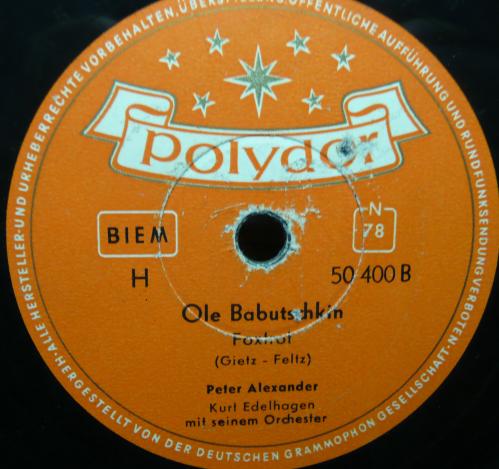 ·ALLE HERSTELLER-UND URHEBERRECHTE VORBEHALTEN, ÜBERSPIELUNG, ÖFFENTLICHE AUFFÜHRUNG UND RUNDFUNKSENDUNG VERBOTEN·
polydor
BIEM
N
78
H
50 400 B
Ole Babutschkin
Foxtrot
(Gietz - Feltz)
Peter Alexander
Kurt Edelhagen
mit seinem Orchester
HERGESTELLT VON DER DEUTSCHEN GRAMMOPHON GESELLSCHAFT·